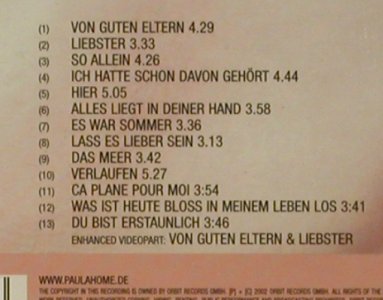 (1) VON GUTEN ELTERN 4.29
(2) LIEBSTER 3.33
(3) SO ALLEIN 4.26
(4) ICH HATTE SCHON DAVON GEHÖRT 4.44
(5) HIER 5.05
(6) ALLES LIEGT IN DEINER HAND 3.58
(7) ES WAR SOMMER 3.36
(8) LASS ES LIEBER SEIN 3.13
(9) DAS MEER 3.42
(10) VERLAUFEN 5.27
(11) CA PLANE POUR MOI 3:54
(12) WAS IST HEUTE BLOSS IN MEINEM LEBEN LOS 3:41
(13) DU BIST ERSTAUNLICH 3:46
ENHANCED VIDEOPART: VON GUTEN ELTERN & LIEBSTER
WWW.PAULAHOME.DE
THE COPYRIGHT IN THIS RECORDING IS OWNED BY ORBIT RECORDS GMBH. [P] + [C] 2002 ORBIT RECORDS GMBH. ALL RIGHTS OF THE